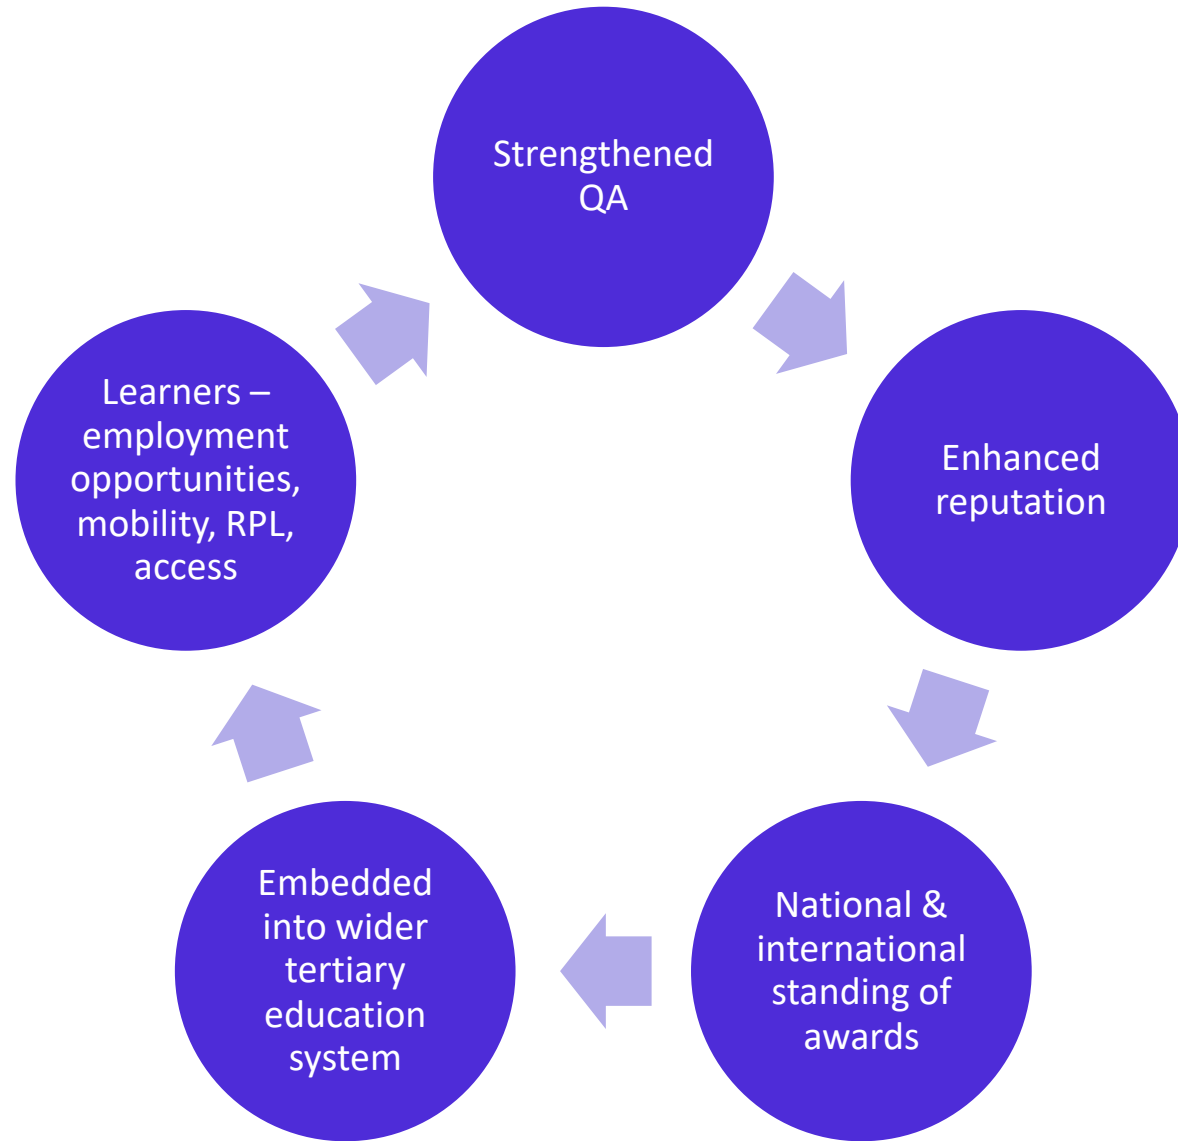 Strengthened
QA
Enhanced
reputation
National &
international
standing of
awards
Embedded
into wider
tertiary
education
system
Learners –
employment
opportunities,
mobility, RPL,
access